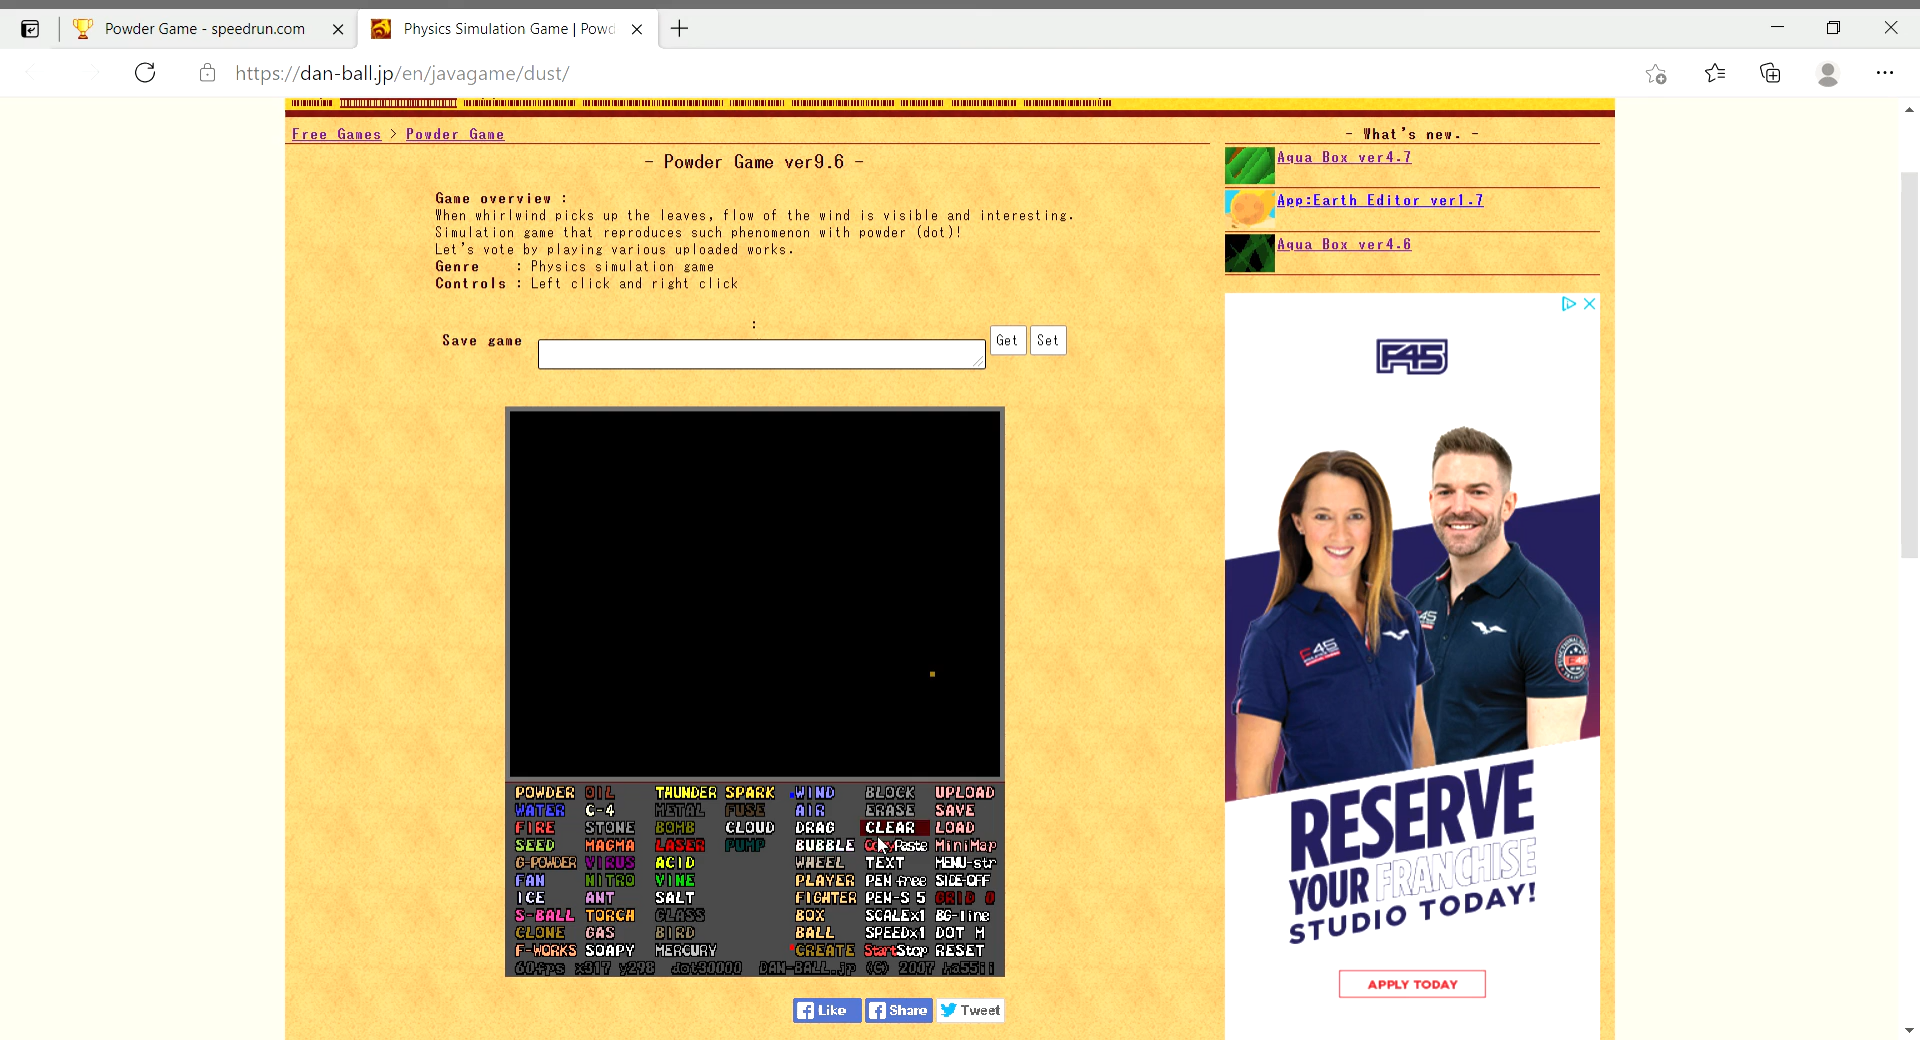 Powder Game - speedrun.com
Physics Simulation Game | Powd
https://dan-ball.jp/en/javagame/dust/
Free Games > Powder Game
- Powder Game ver9.6 -
Game overview :
When whirlwind picks up the leaves, flow of the wind is visible and interesting.
Simulation game that reproduces such phenomenon with powder (dot)!
Let's vote by playing various uploaded works.
Genre : Physics simulation game
Controls : Left click and right click
:
Save game Get Set
POWDER OIL THUNDER SPARK WIND BLOCK UPLOAD
WATER C-4 METAL FUSE AIR ERASE SAVE
FIRE STONE BOMB CLOUD DRAG CLEAR LOAD
SEED MAGMA LASER PUMP BUBBLE CopyPaste MiniMap
G-POWDER VIRUS ACID WHEEL TEXT MENU-str
FAN NITRO VINE PLAYER PEN-free SIDE-OFF
ICE ANT SALT FIGHTER PEN-S 5 GRID 0
S-BALL TORCH GLASS BOX SCALEx1 BG-line
CLONE GAS BIRD BALL SPEEDx1 DOT M
F-WORKS SOAPY MERCURY CREATE StartStop RESET
60fps x317 y298 dot30000 DAN-BALL.jp (C) 2007 ha55ii
Like Share Tweet
- What's new. -
Aqua Box ver4.7
App:Earth Editor ver1.7
Aqua Box ver4.6
F45
F45
F45
RESERVE
YOUR FRANCHISE
STUDIO TODAY!
APPLY TODAY